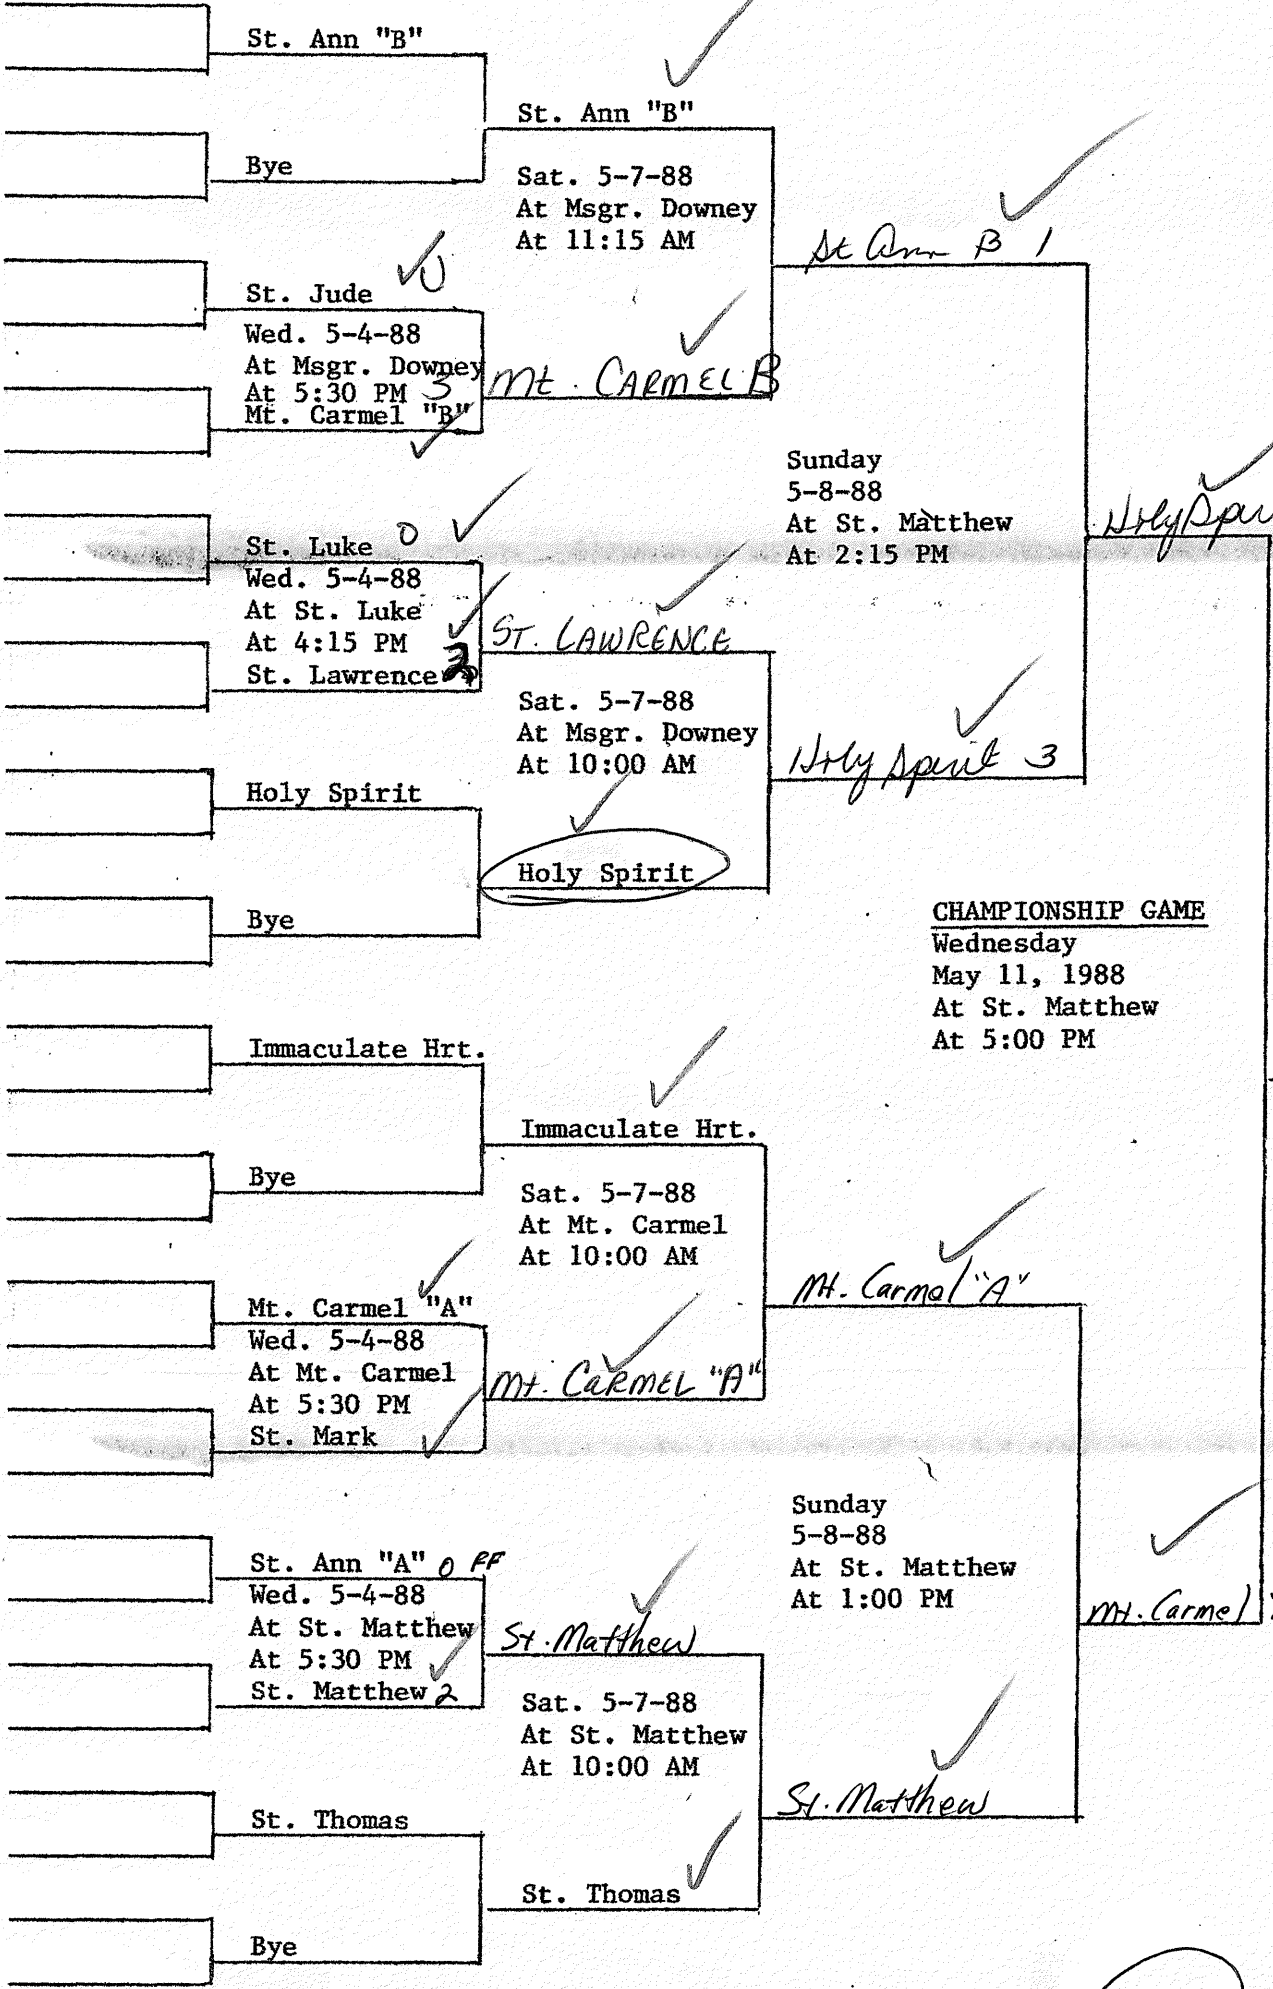 St. Ann "B"
Bye
St. Ann "B"
Sat. 5-7-88
At Msgr. Downey
At 11:15 AM
St. Jude 0
Wed. 5-4-88
At Msgr. Downey
At 5:30 PM 3
Mt. Carmel "B"
Mt. CARMEL B
St Ann B 1
St. Luke 0
Wed. 5-4-88
At St. Luke
At 4:15 PM
St. Lawrence
ST. LAWRENCE
Sat. 5-7-88
At Msgr. Downey
At 10:00 AM
Holy Spirit
Bye
Holy Spirit
Holy Spirit 3
Sunday
5-8-88
At St. Matthew
At 2:15 PM
Holy Spir
CHAMPIONSHIP GAME
Wednesday
May 11, 1988
At St. Matthew
At 5:00 PM
Immaculate Hrt.
Bye
Immaculate Hrt.
Sat. 5-7-88
At Mt. Carmel
At 10:00 AM
Mt. Carmel "A"
Wed. 5-4-88
At Mt. Carmel
At 5:30 PM
St. Mark
Mt. CARMEL "A"
Mt. Carmel "A"
St. Ann "A" 0 FF
Wed. 5-4-88
At St. Matthew
At 5:30 PM
St. Matthew 2
St. Matthew
Sat. 5-7-88
At St. Matthew
At 10:00 AM
St. Thomas
Bye
St. Thomas
St. Matthew
Sunday
5-8-88
At St. Matthew
At 1:00 PM
Mt. Carmel